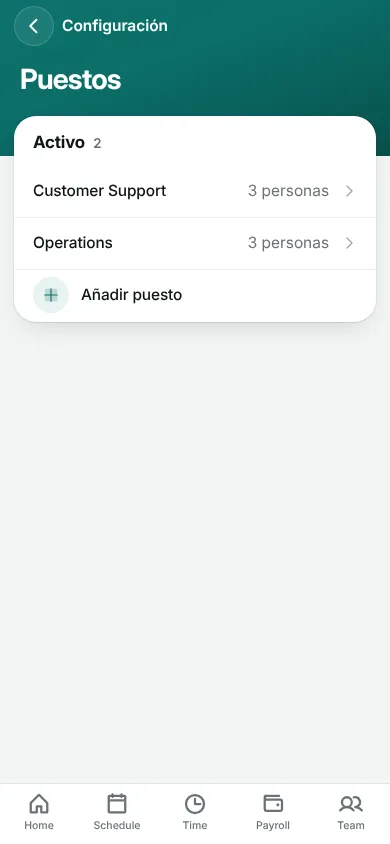 Configuración
Puestos
Activo 2
Customer Support 3 personas
Operations 3 personas
Añadir puesto
Home Schedule Time Payroll Team